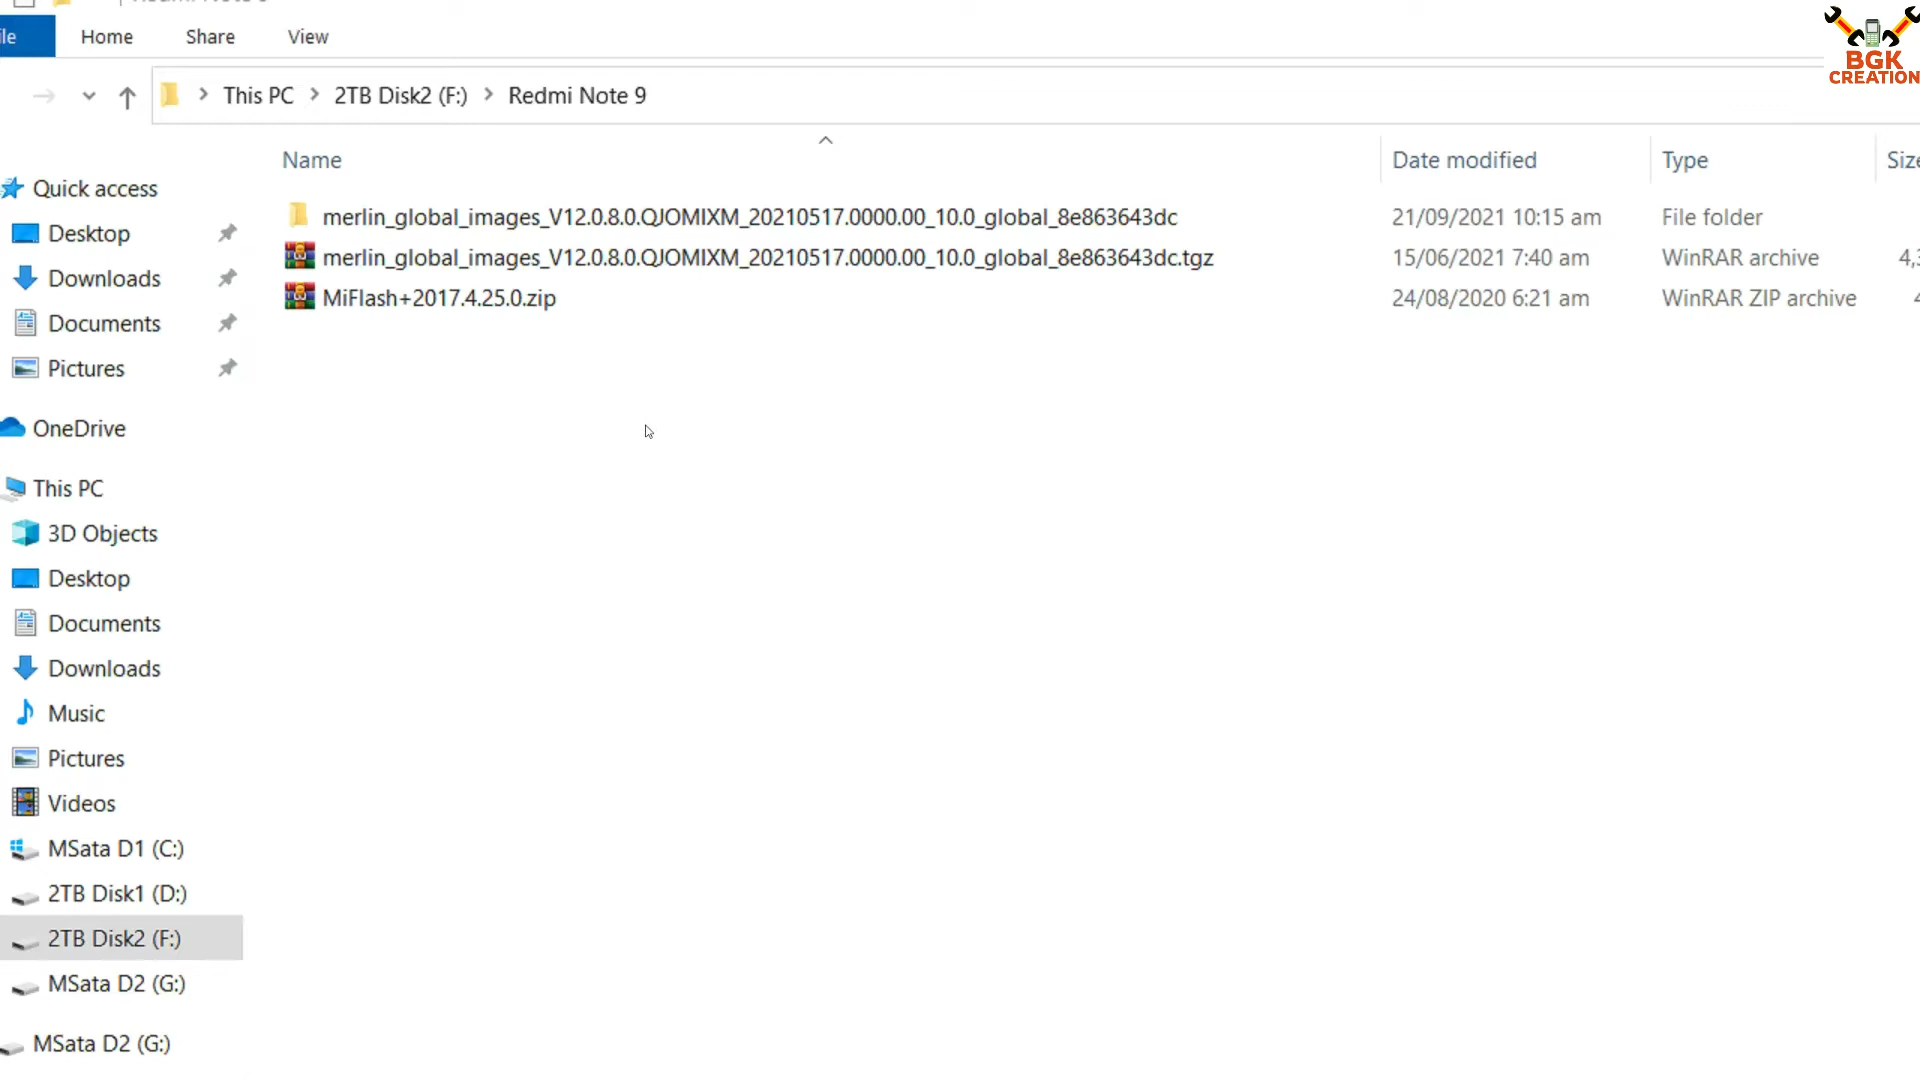 Home Share View
BGK
CREATION
This PC > 2TB Disk2 (F:) > Redmi Note 9
Name Date modified Type
merlin_global_images_V12.0.8.0.QJOMIXM_20210517.0000.00_10.0_global_8e863643dc 21/09/2021 10:15 am File folder
merlin_global_images_V12.0.8.0.QJOMIXM_20210517.0000.00_10.0_global_8e863643dc.tgz 15/06/2021 7:40 am WinRAR archive
MiFlash+2017.4.25.0.zip 24/08/2020 6:21 am WinRAR ZIP archive
Quick access
Desktop
Downloads
Documents
Pictures
OneDrive
This PC
3D Objects
Desktop
Documents
Downloads
Music
Pictures
Videos
MSata D1 (C:)
2TB Disk1 (D:)
2TB Disk2 (F:)
MSata D2 (G:)
MSata D2 (G:)